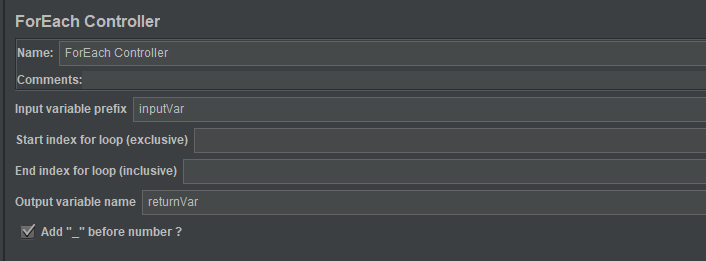 ForEach Controller
Name: ForEach Controller
Comments:
Input variable prefix inputVar
Start index for loop (exclusive)
End index for loop (inclusive)
Output variable name returnVar
Add "_" before number ?